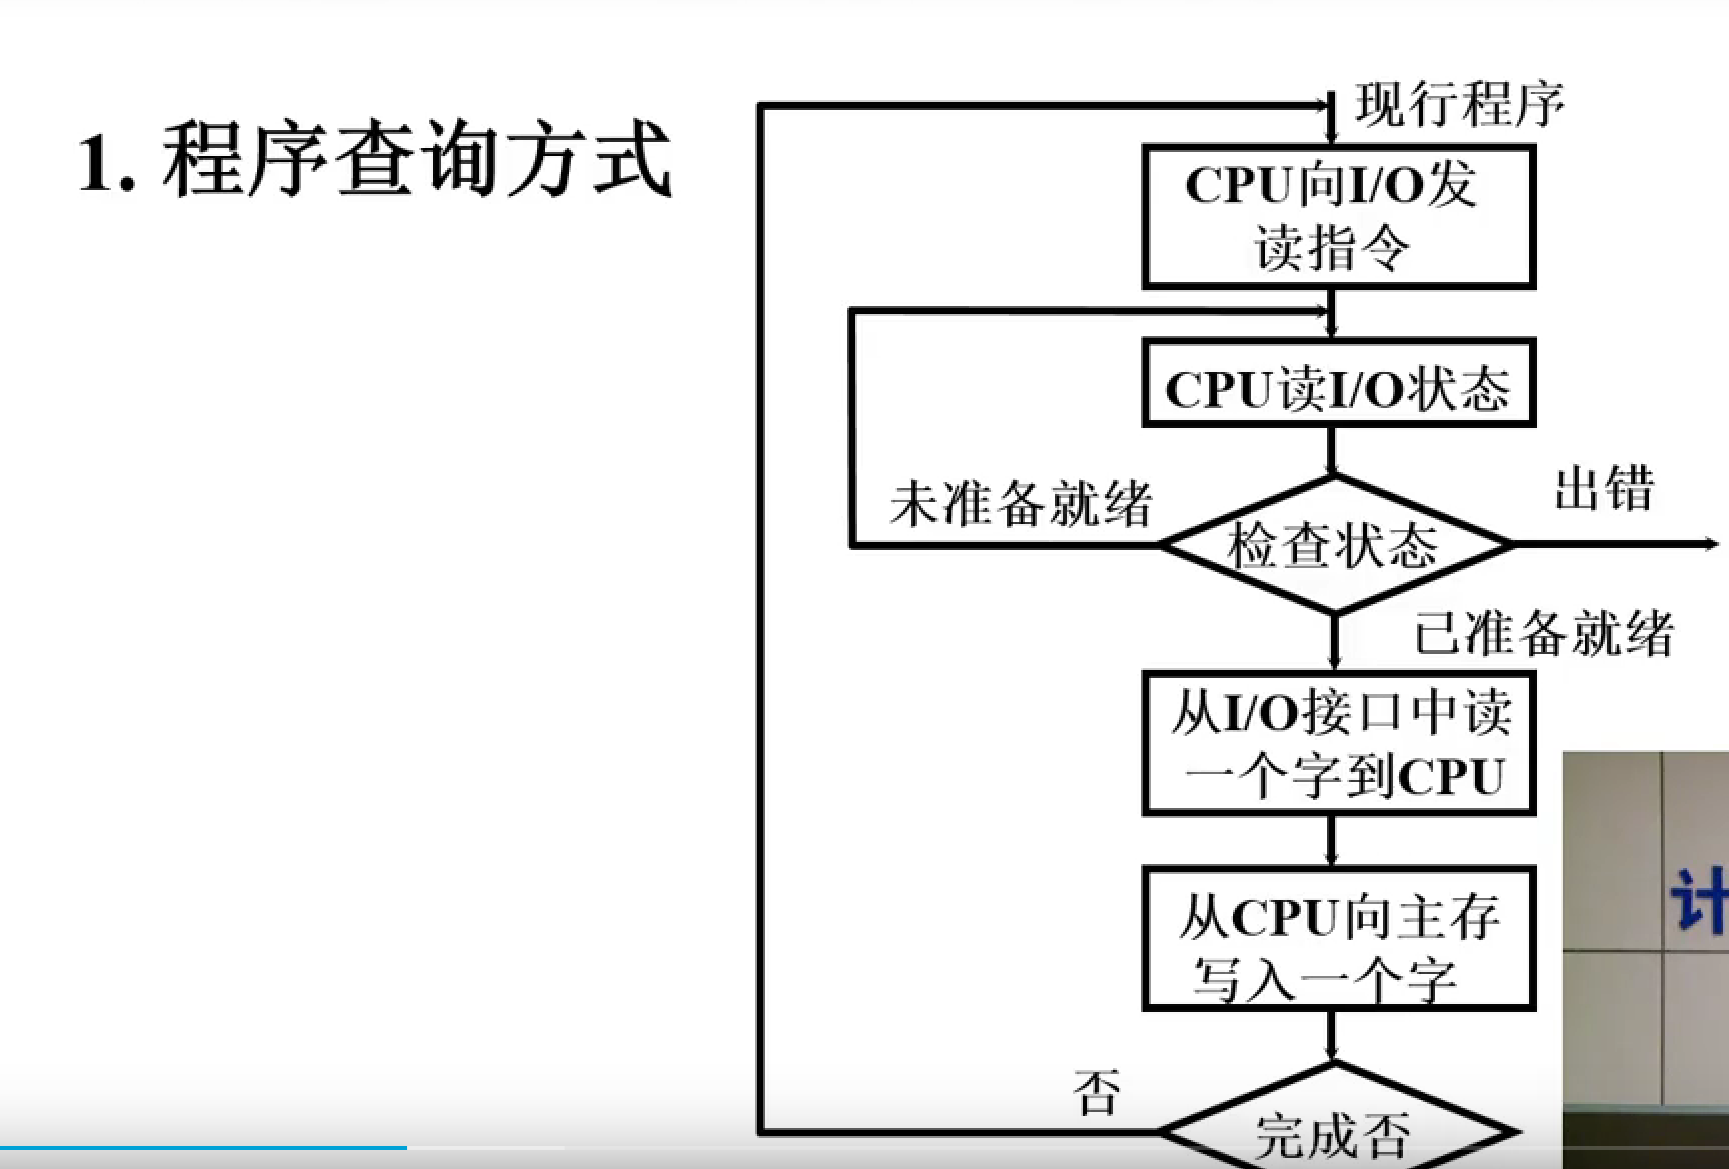 1. 程序查询方式
现行程序
CPU向I/O发
读指令
CPU读I/O状态
未准备就绪
检查状态
出错
已准备就绪
从I/O接口中读
一个字到CPU
从CPU向主存
写入一个字
否
完成否
计